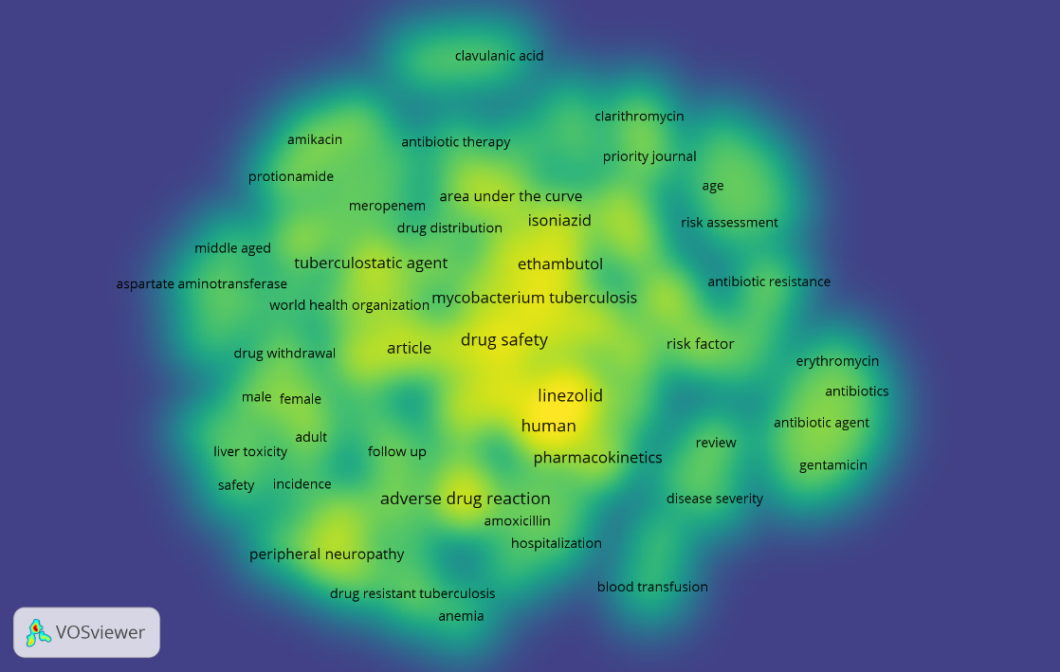 clavulanic acid
clarithromycin
amikacin
antibiotic therapy
priority journal
protionamide
age
area under the curve
meropenem
isoniazid
risk assessment
drug distribution
middle aged
tuberculostatic agent
ethambutol
aspartate aminotransferase
antibiotic resistance
world health organization
mycobacterium tuberculosis
drug safety
risk factor
article
drug withdrawal
erythromycin
antibiotics
male
female
linezolid
antibiotic agent
human
adult
review
liver toxicity
follow up
pharmacokinetics
gentamicin
safety
incidence
adverse drug reaction
disease severity
amoxicillin
hospitalization
peripheral neuropathy
blood transfusion
drug resistant tuberculosis
anemia
VOSviewer